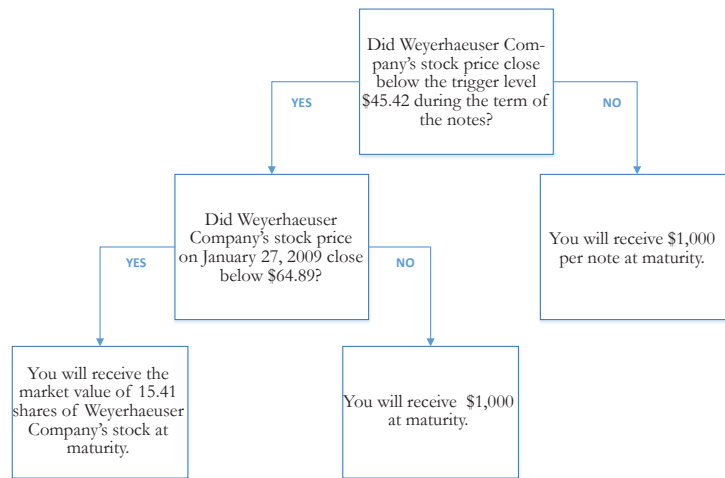 Did Weyerhaeuser Com-
pany's stock price close
below the trigger level
$45.42 during the term of
the notes?
YES
NO
Did Weyerhaeuser
Company's stock price
on January 27, 2009 close
below $64.89?
You will receive $1,000
per note at maturity.
YES
NO
You will receive the
market value of 15.41
shares of Weyerhaeuser
Company's stock at
maturity.
You will receive $1,000
at maturity.